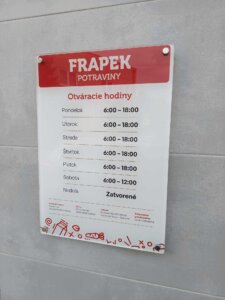 FRAPEK
POTRAVINY
Otváracie hodiny
Pondelok 6:00 – 18:00
Utorok 6:00 – 18:00
Streda 6:00 – 18:00
Štvrtok 6:00 – 18:00
Piatok 6:00 – 18:00
Sobota 6:00 – 12:00
Nedeľa Zatvorené